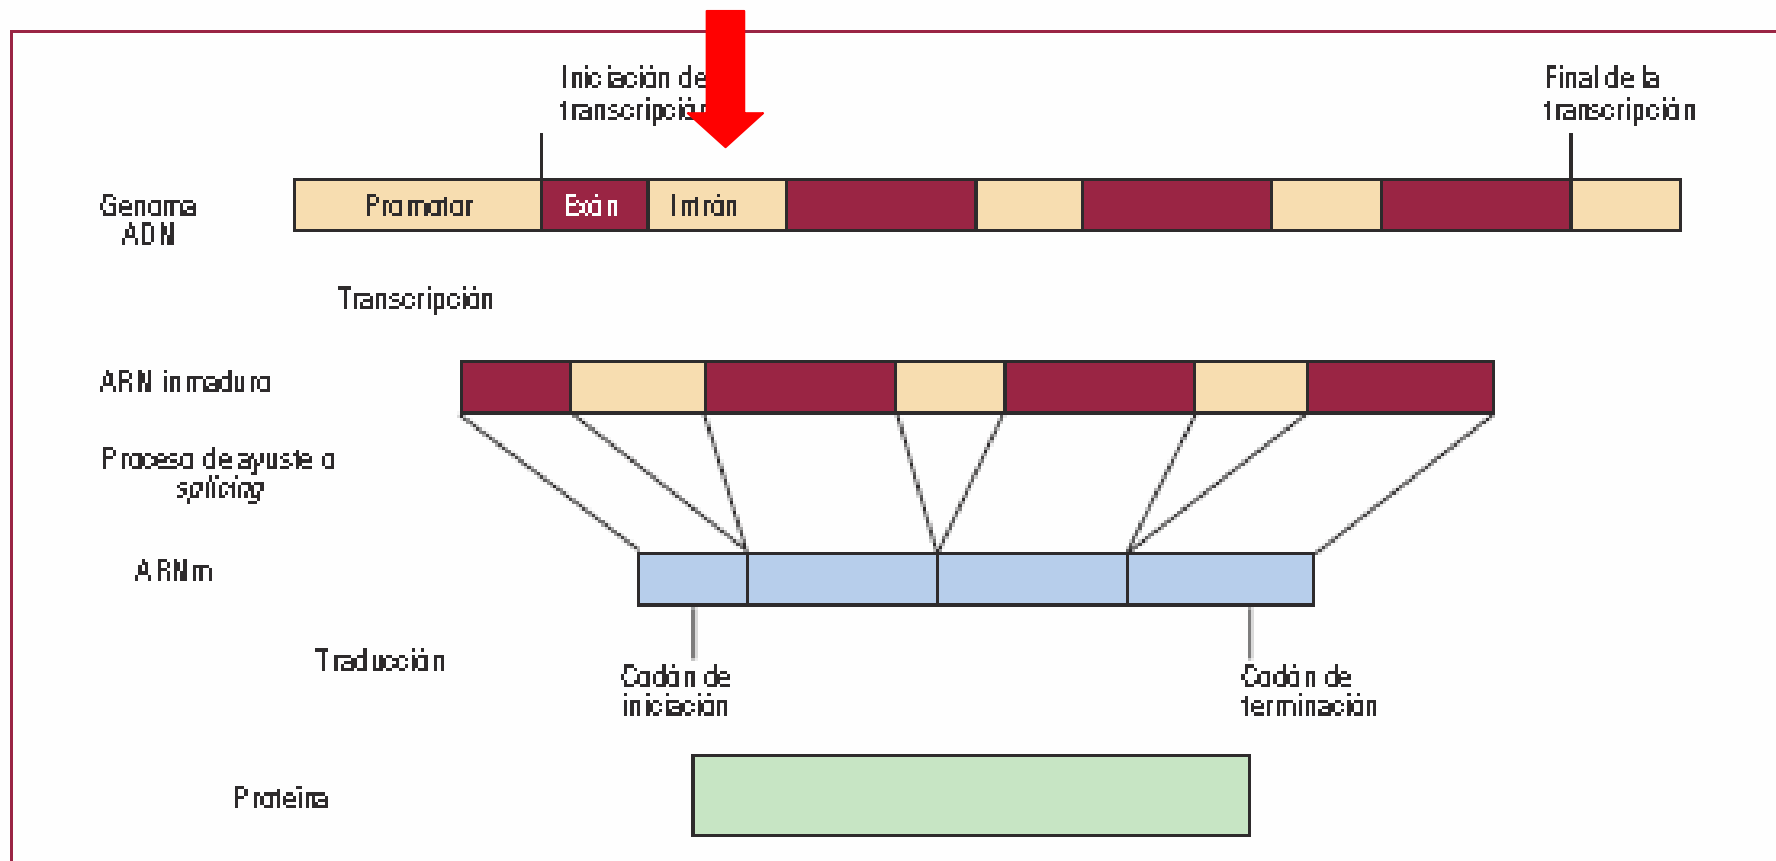 Iniciación de
transcripción
Final de la
transcripción
Genoma
ADN
Promotor
Exón
Intrón
Transcripción
ARN inmaduro
Proceso de ayuste o
splicing
ARNm
Traducción
Codón de
iniciación
Codón de
terminación
Proteína